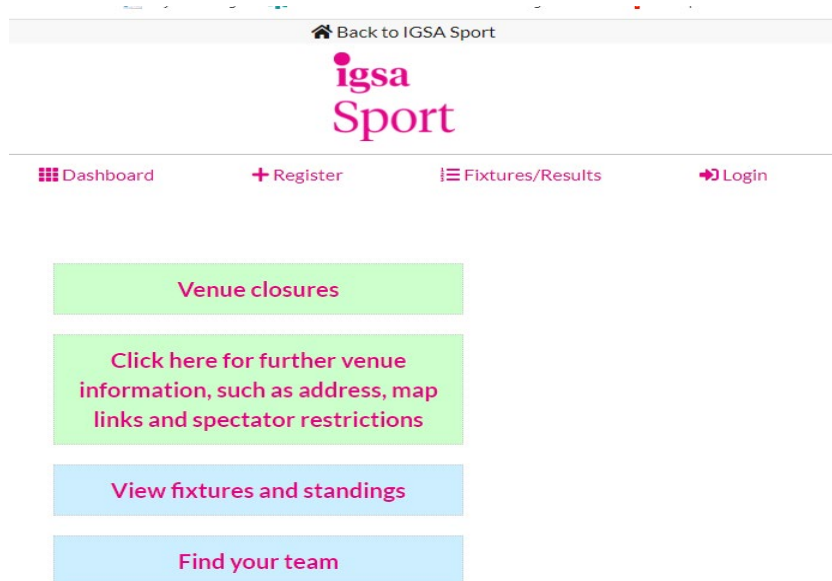 Back to IGSA Sport
igsa
Sport
Dashboard Register Fixtures/Results Login
Venue closures
Click here for further venue
information, such as address, map
links and spectator restrictions
View fixtures and standings
Find your team